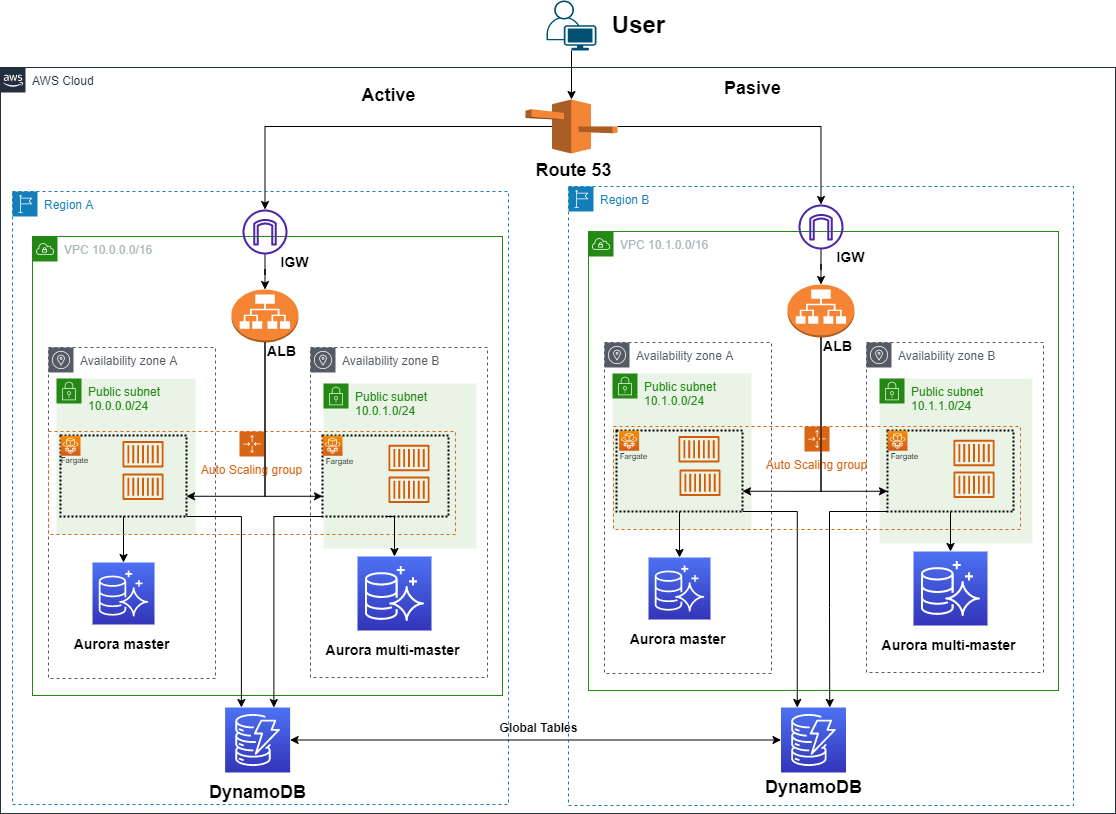 User
aws
AWS Cloud
Active
Pasive
Route 53
Region A
VPC 10.0.0.0/16
IGW
ALB
Availability zone A
Availability zone B
Public subnet
10.0.0.0/24
Public subnet
10.0.1.0/24
Fargate
Fargate
Auto Scaling group
Aurora master
Aurora multi-master
DynamoDB
Global Tables
Region B
VPC 10.1.0.0/16
IGW
ALB
Availability zone A
Availability zone B
Public subnet
10.1.0.0/24
Public subnet
10.1.1.0/24
Fargate
Fargate
Auto Scaling group
Aurora master
Aurora multi-master
DynamoDB